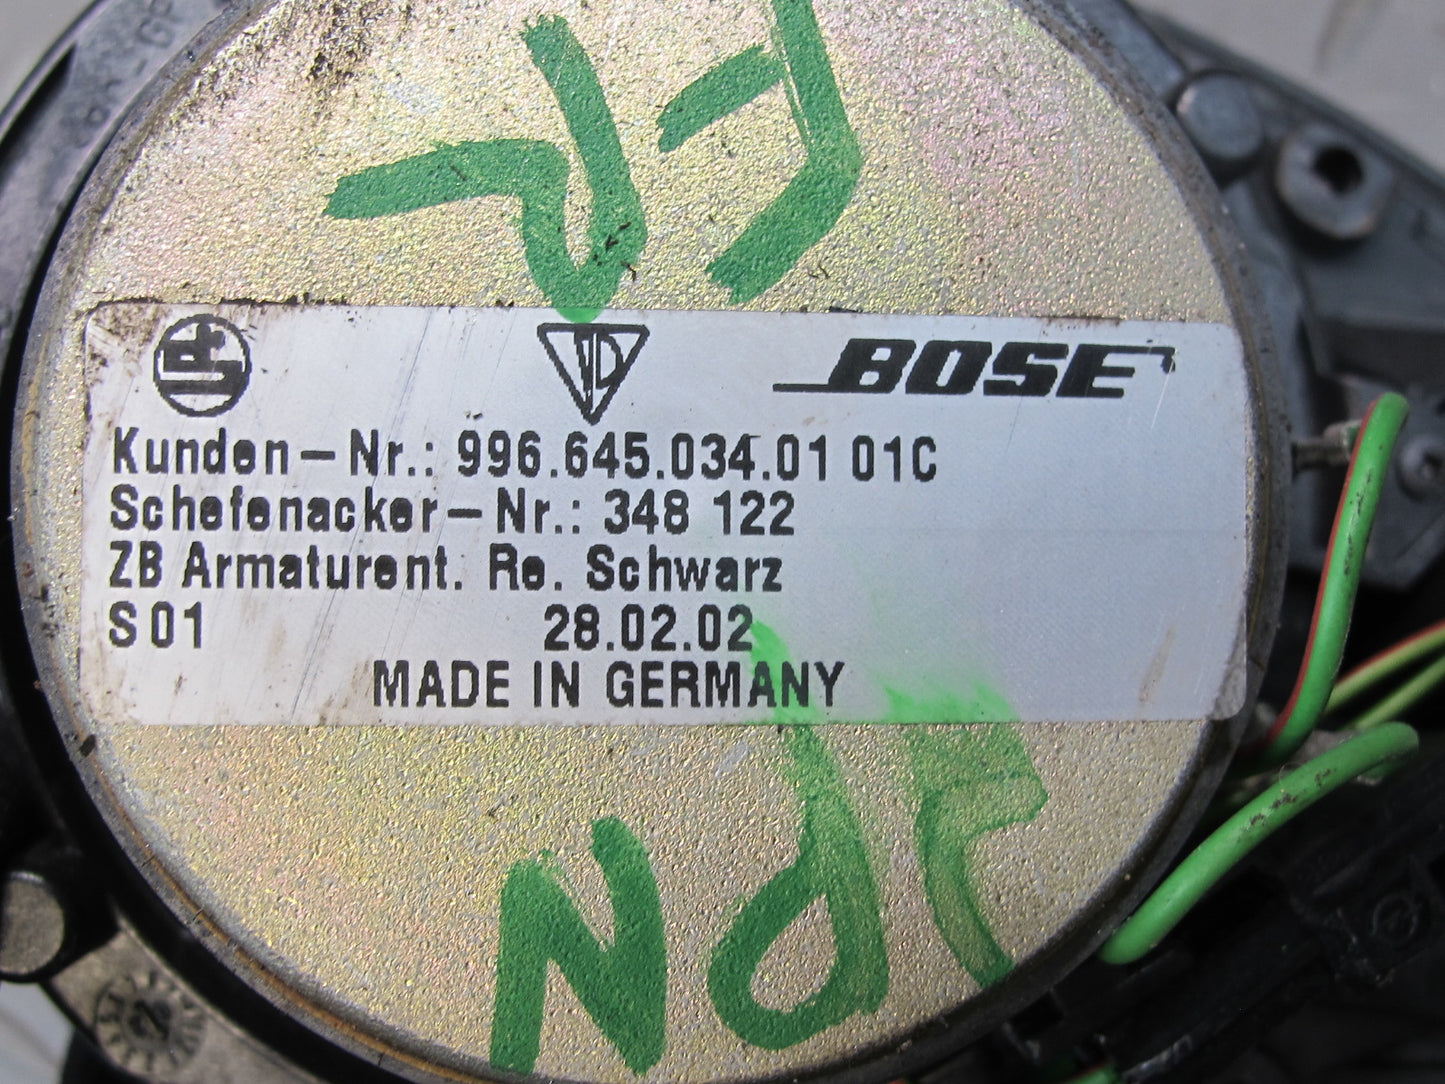 FR
BOSE
Kunden-Nr.: 996.645.034.01 01C
Schefenacker-Nr.: 348 122
ZB Armaturent. Re. Schwarz
S01 28.02.02
MADE IN GERMANY